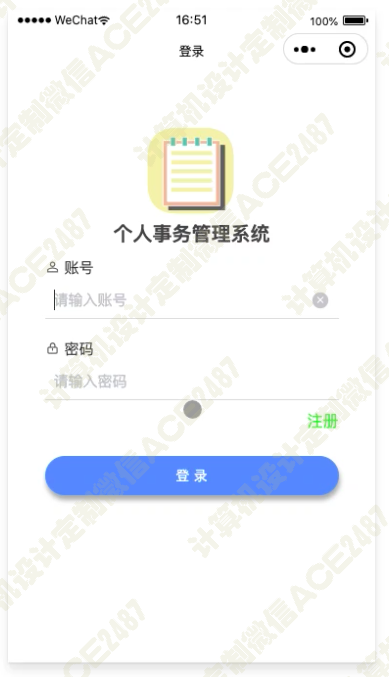 WeChat 16:51 100%
登录
个人事务管理系统
账号
请输入账号
密码
请输入密码
注册
登 录
计算机设计定制微信ACE2487